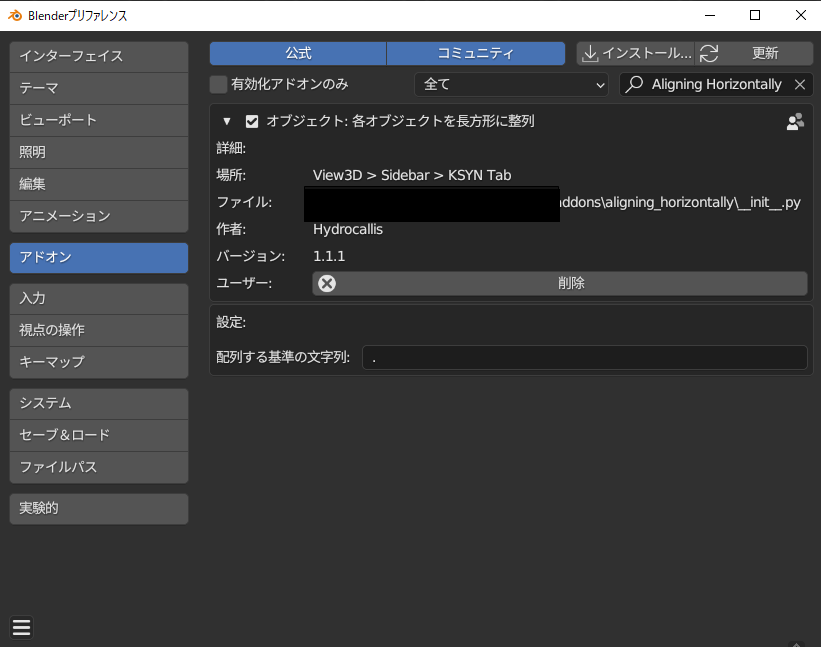 Blenderプリファレンス
インターフェイス
テーマ
ビューポート
照明
編集
アニメーション
アドオン
入力
視点の操作
キーマップ
システム
セーブ＆ロード
ファイルパス
実験的
公式 コミュニティ インストール... 更新
有効化アドオンのみ 全て Aligning Horizontally
オブジェクト: 各オブジェクトを長方形に整列
詳細:
場所: View3D > Sidebar > KSYN Tab
ファイル: addons\aligning_horizontally\__init__.py
作者: Hydrocallis
バージョン: 1.1.1
ユーザー: 削除
設定:
配列する基準の文字列: .